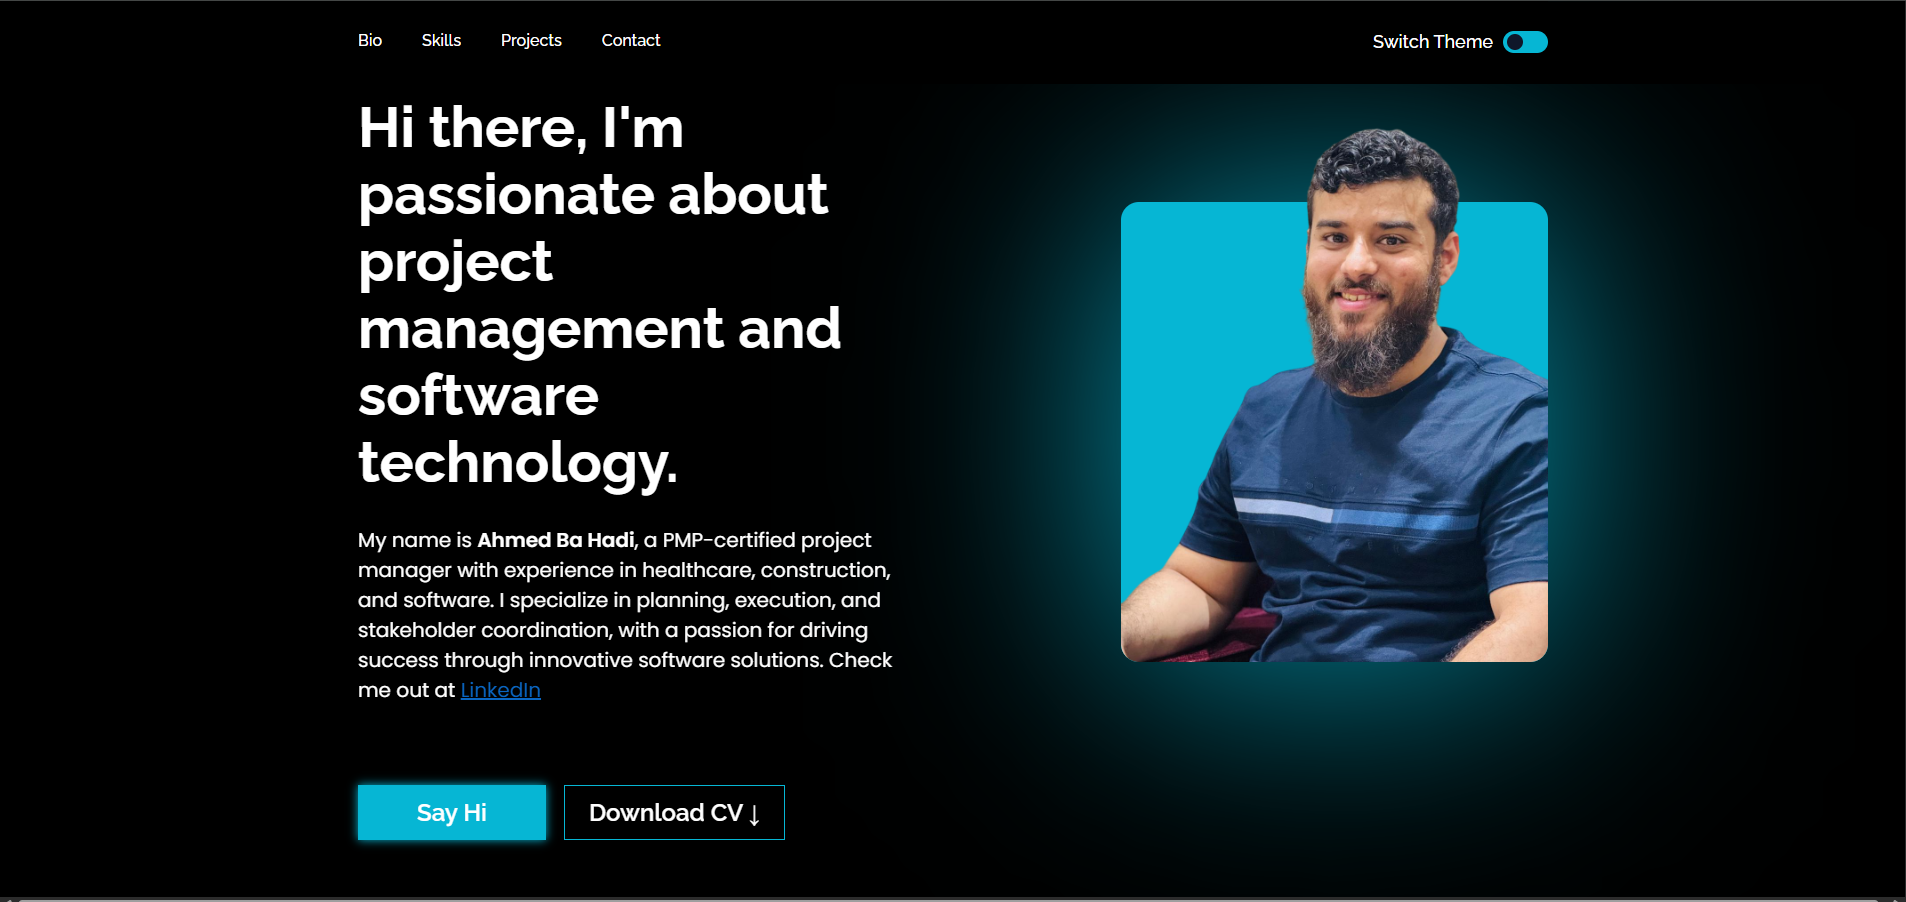 Bio Skills Projects Contact Switch Theme
Hi there, I'm
passionate about
project
management and
software
technology.
My name is Ahmed Ba Hadi, a PMP-certified project
manager with experience in healthcare, construction,
and software. I specialize in planning, execution, and
stakeholder coordination, with a passion for driving
success through innovative software solutions. Check
me out at LinkedIn
Say Hi Download CV ↓